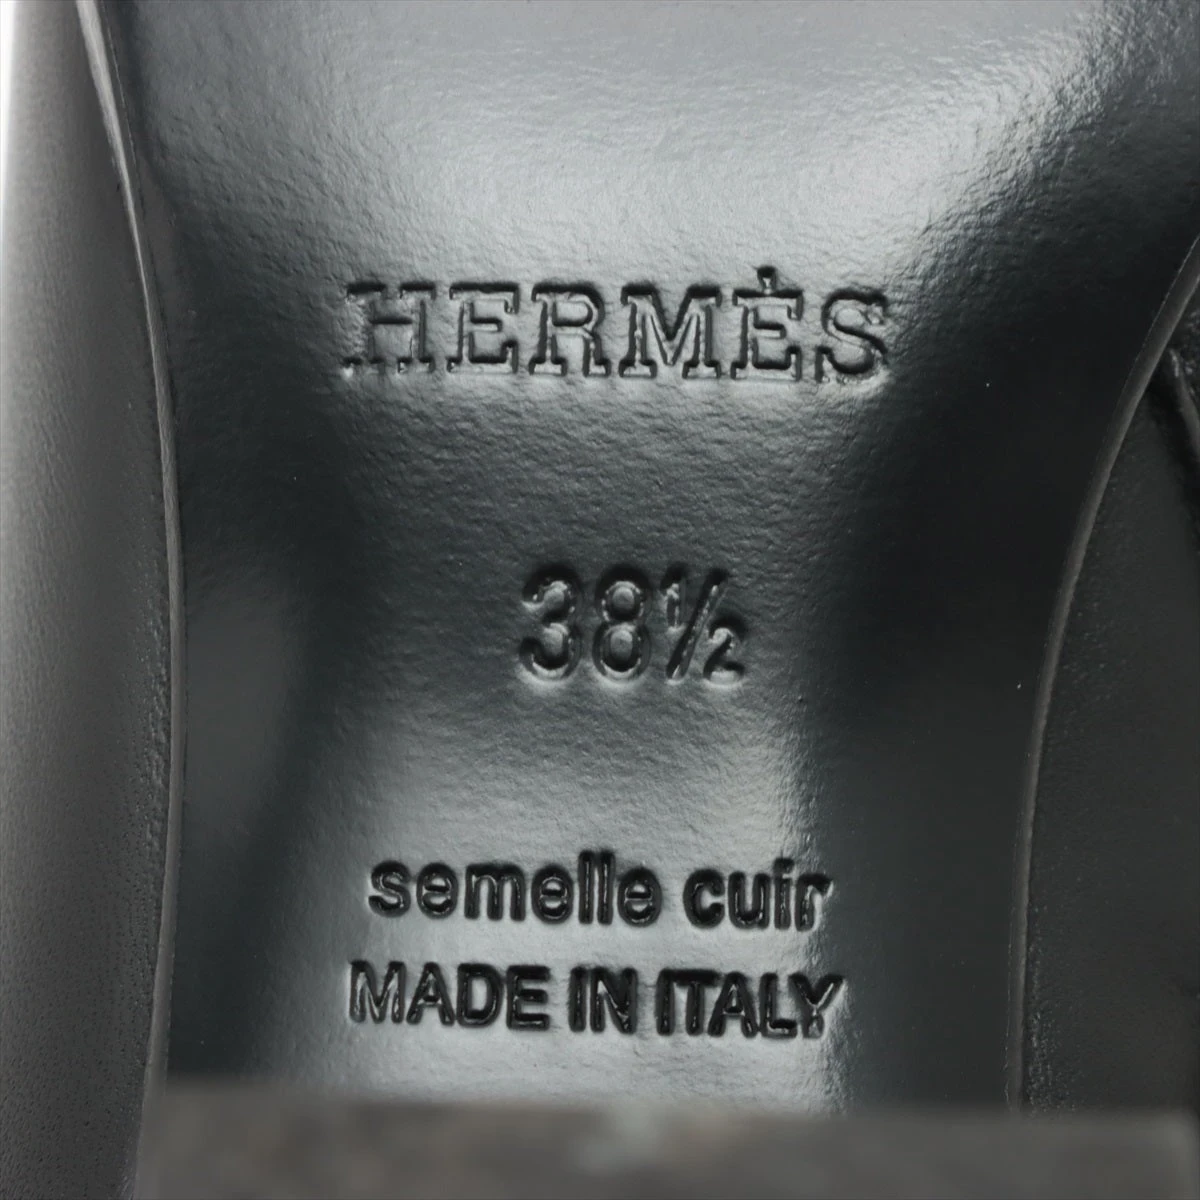 HERMÈS
38½
semelle cuir
MADE IN ITALY